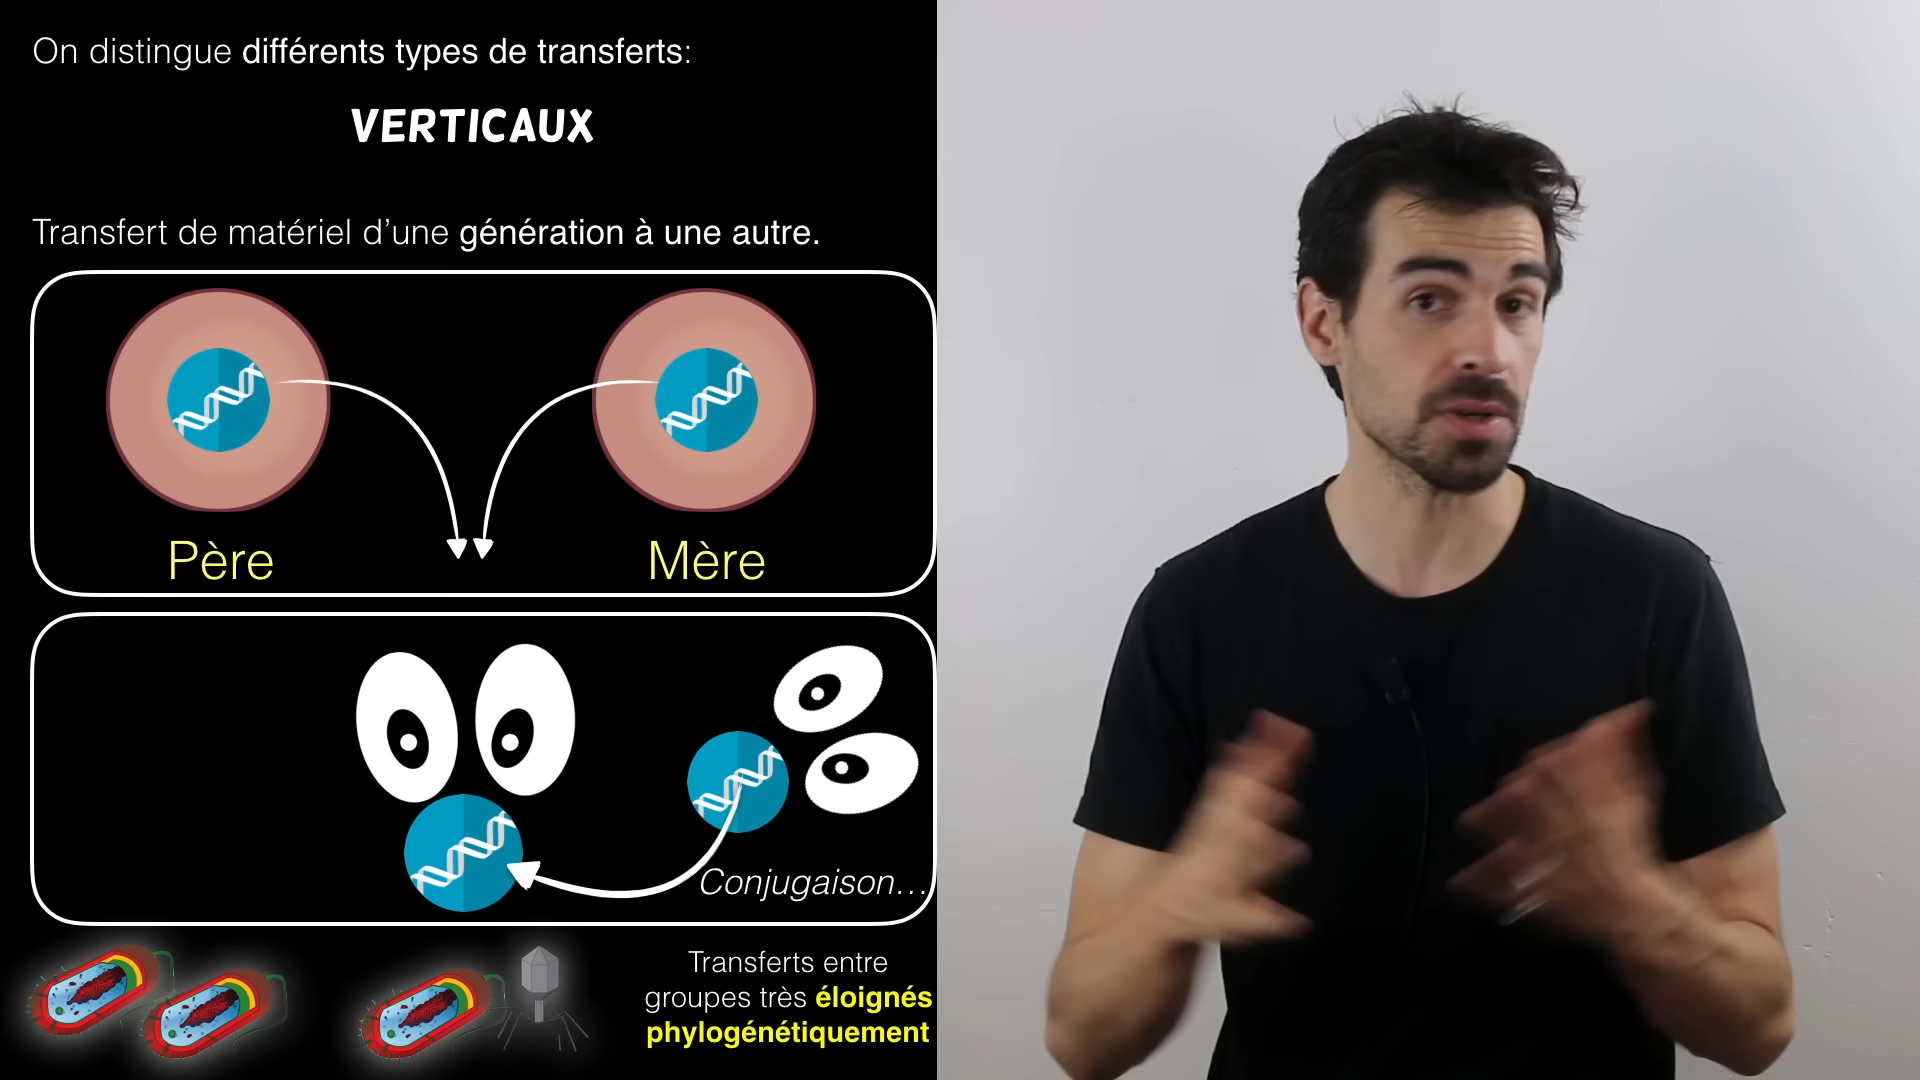 On distingue différents types de transferts:
VERTICAUX
Transfert de matériel d’une génération à une autre.
Père
Mère
Conjugaison...
Transferts entre
groupes très éloignés
phylogénétiquement